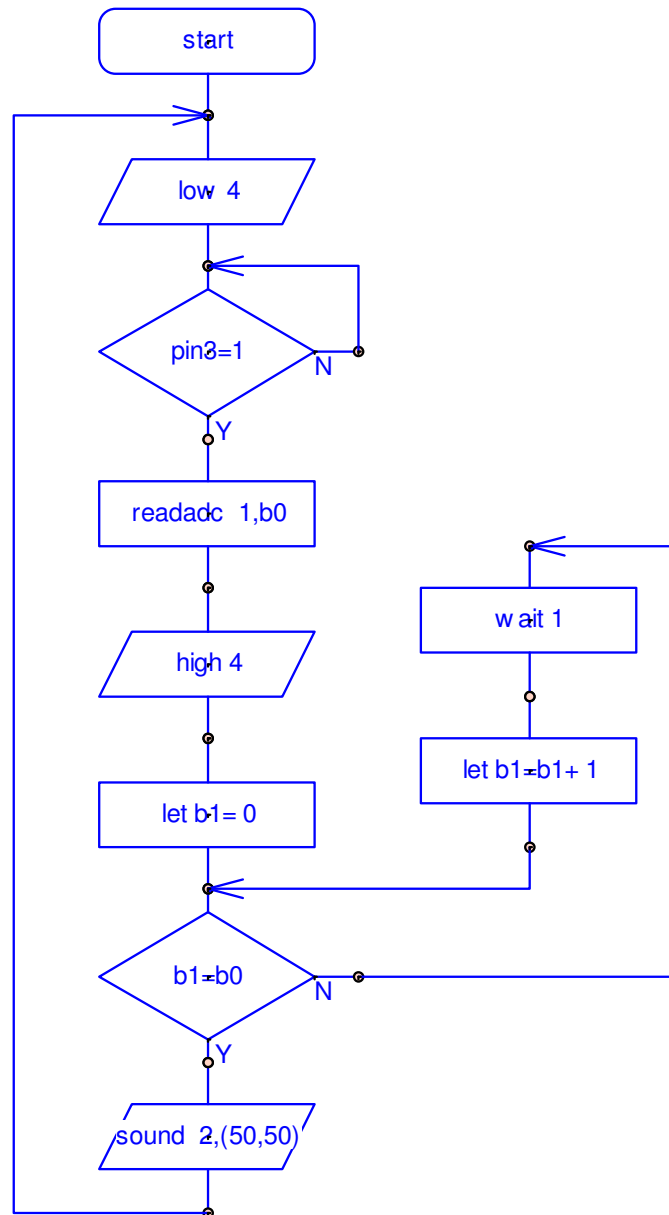 start
low 4
pin3=1
N
Y
readadc 1,b0
high 4
let b1= 0
b1=b0
N
Y
sound 2,(50,50)
wait 1
let b1=b1+ 1